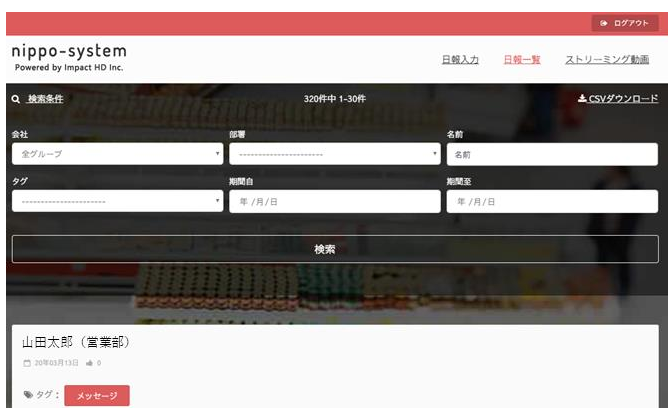 ログアウト
nippo-system
Powered by Impact HD Inc.
日報入力 日報一覧 ストリーミング動画
検索条件 320件中 1-30件 CSVダウンロード
会社 部署 名前
全グループ ---------------------- 名前
タグ 期間自 期間至
---------------------- 年 /月/日 年 /月/日
検索
山田太郎（営業部）
20年03月13日 0
タグ： メッセージ